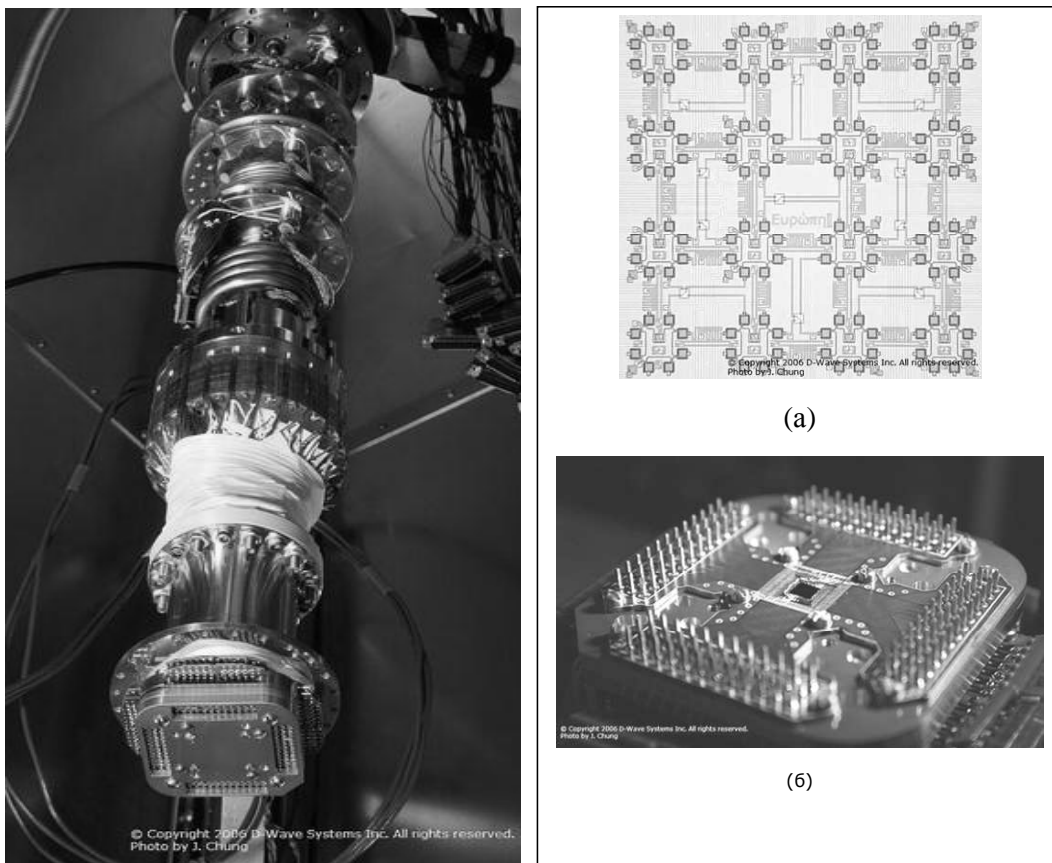 © Copyright 2006 D-Wave Systems Inc. All rights reserved.
Photo by J. Chung
Ευρώπη
© Copyright 2006 D-Wave Systems Inc. All rights reserved.
Photo by J. Chung
(a)
© Copyright 2006 D-Wave Systems Inc. All rights reserved.
Photo by J. Chung
(б)